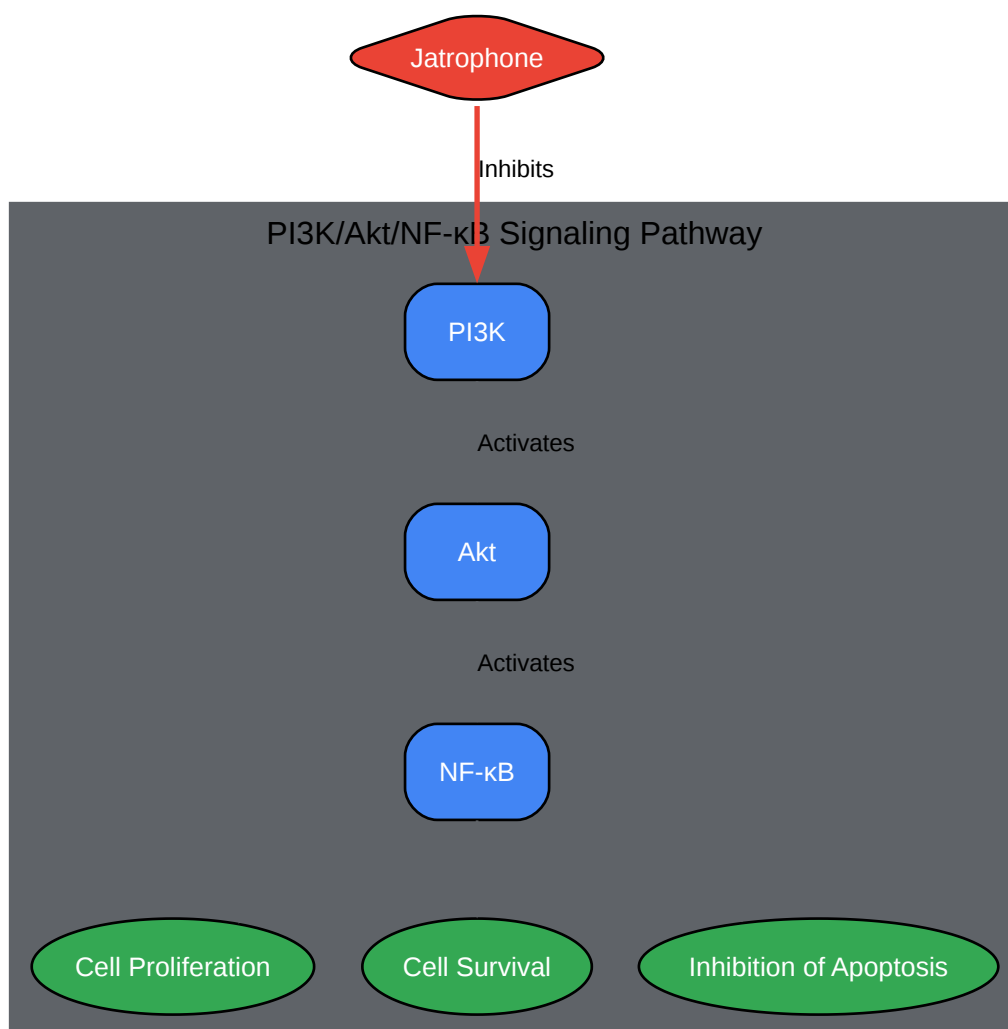 Jatrophone
Inhibits
PI3K/Akt/NF-κB Signaling Pathway
PI3K
Activates
Akt
Activates
NF-κB
Cell Proliferation
Cell Survival
Inhibition of Apoptosis